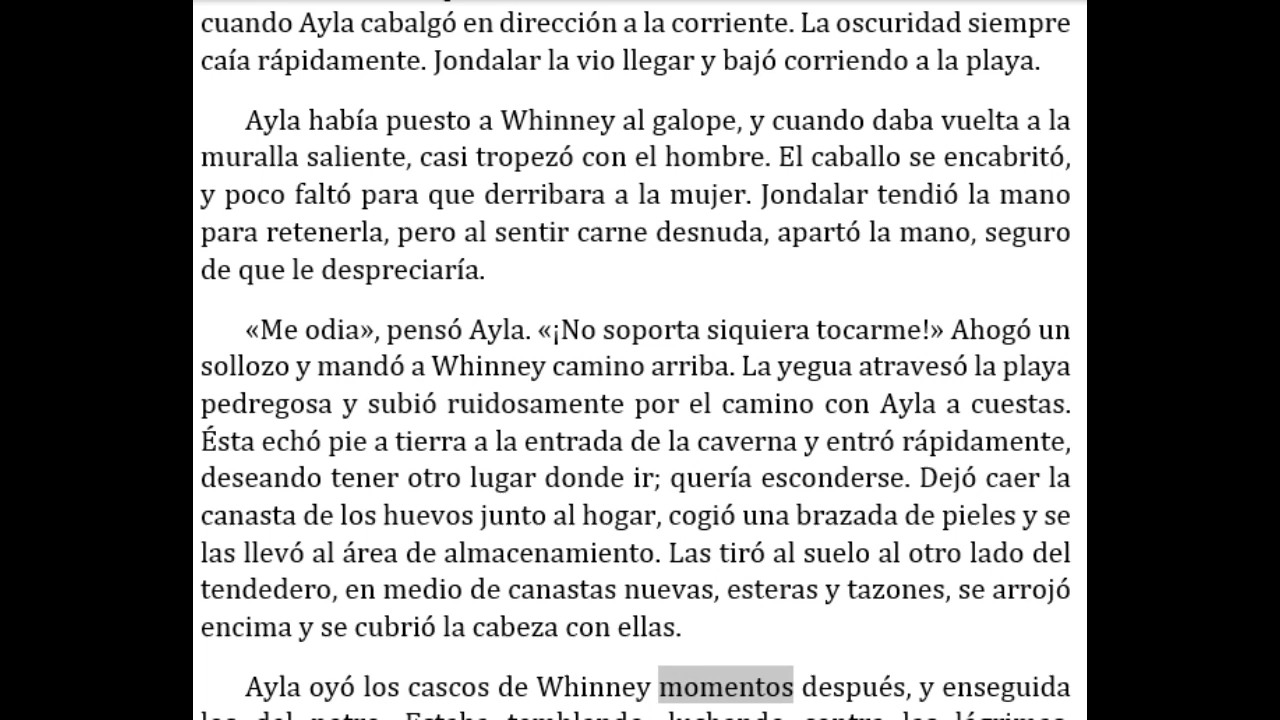 cuando Ayla cabalgó en dirección a la corriente. La oscuridad siempre
caía rápidamente. Jondalar la vio llegar y bajó corriendo a la playa.
Ayla había puesto a Whinney al galope, y cuando daba vuelta a la
muralla saliente, casi tropezó con el hombre. El caballo se encabritó,
y poco faltó para que derribara a la mujer. Jondalar tendió la mano
para retenerla, pero al sentir carne desnuda, apartó la mano, seguro
de que le despreciaría.
«Me odia», pensó Ayla. «¡No soporta siquiera tocarme!» Ahogó un
sollozo y mandó a Whinney camino arriba. La yegua atravesó la playa
pedregosa y subió ruidosamente por el camino con Ayla a cuestas.
Ésta echó pie a tierra a la entrada de la caverna y entró rápidamente,
deseando tener otro lugar donde ir; quería esconderse. Dejó caer la
canasta de los huevos junto al hogar, cogió una brazada de pieles y se
las llevó al área de almacenamiento. Las tiró al suelo al otro lado del
tendedero, en medio de canastas nuevas, esteras y tazones, se arrojó
encima y se cubrió la cabeza con ellas.
Ayla oyó los cascos de Whinney momentos después, y enseguida
los del potro. Estaba temblando, luchando contra las lágrimas,